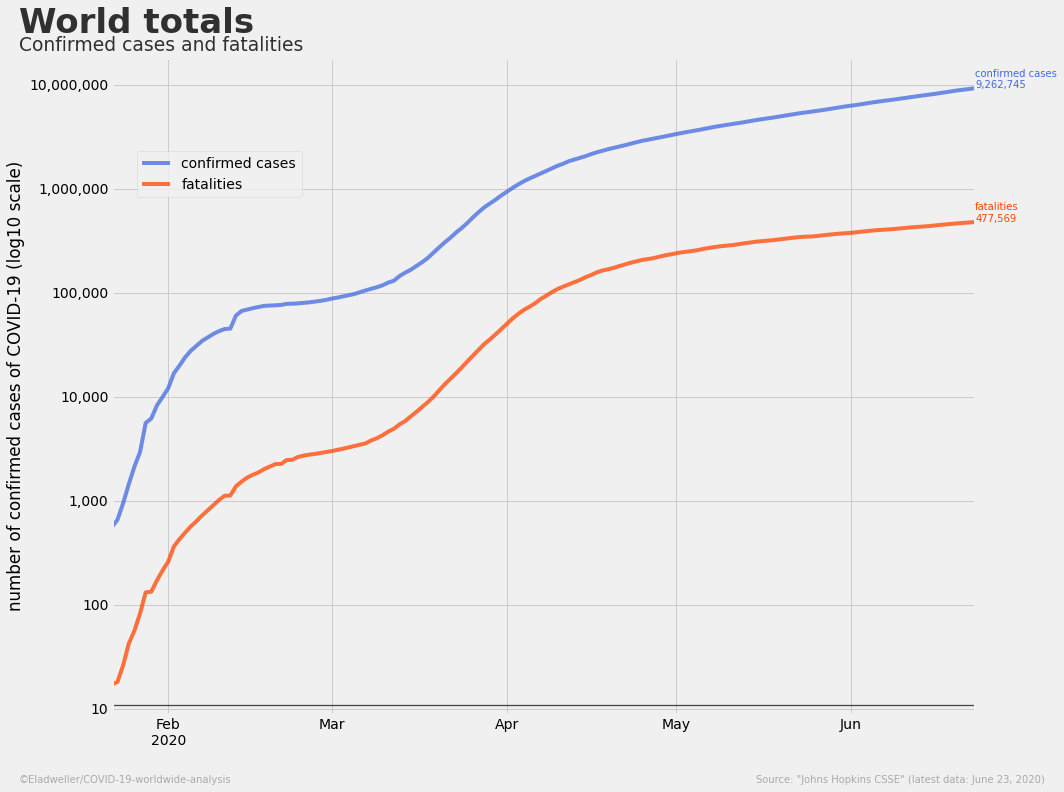 World totals
Confirmed cases and fatalities
number of confirmed cases of COVID-19 (log10 scale)
10,000,000
1,000,000
100,000
10,000
1,000
100
10
confirmed cases
fatalities
confirmed cases
9,262,745
fatalities
477,569
Feb
2020
Mar
Apr
May
Jun
©Eladweller/COVID-19-worldwide-analysis
Source: "Johns Hopkins CSSE" (latest data: June 23, 2020)